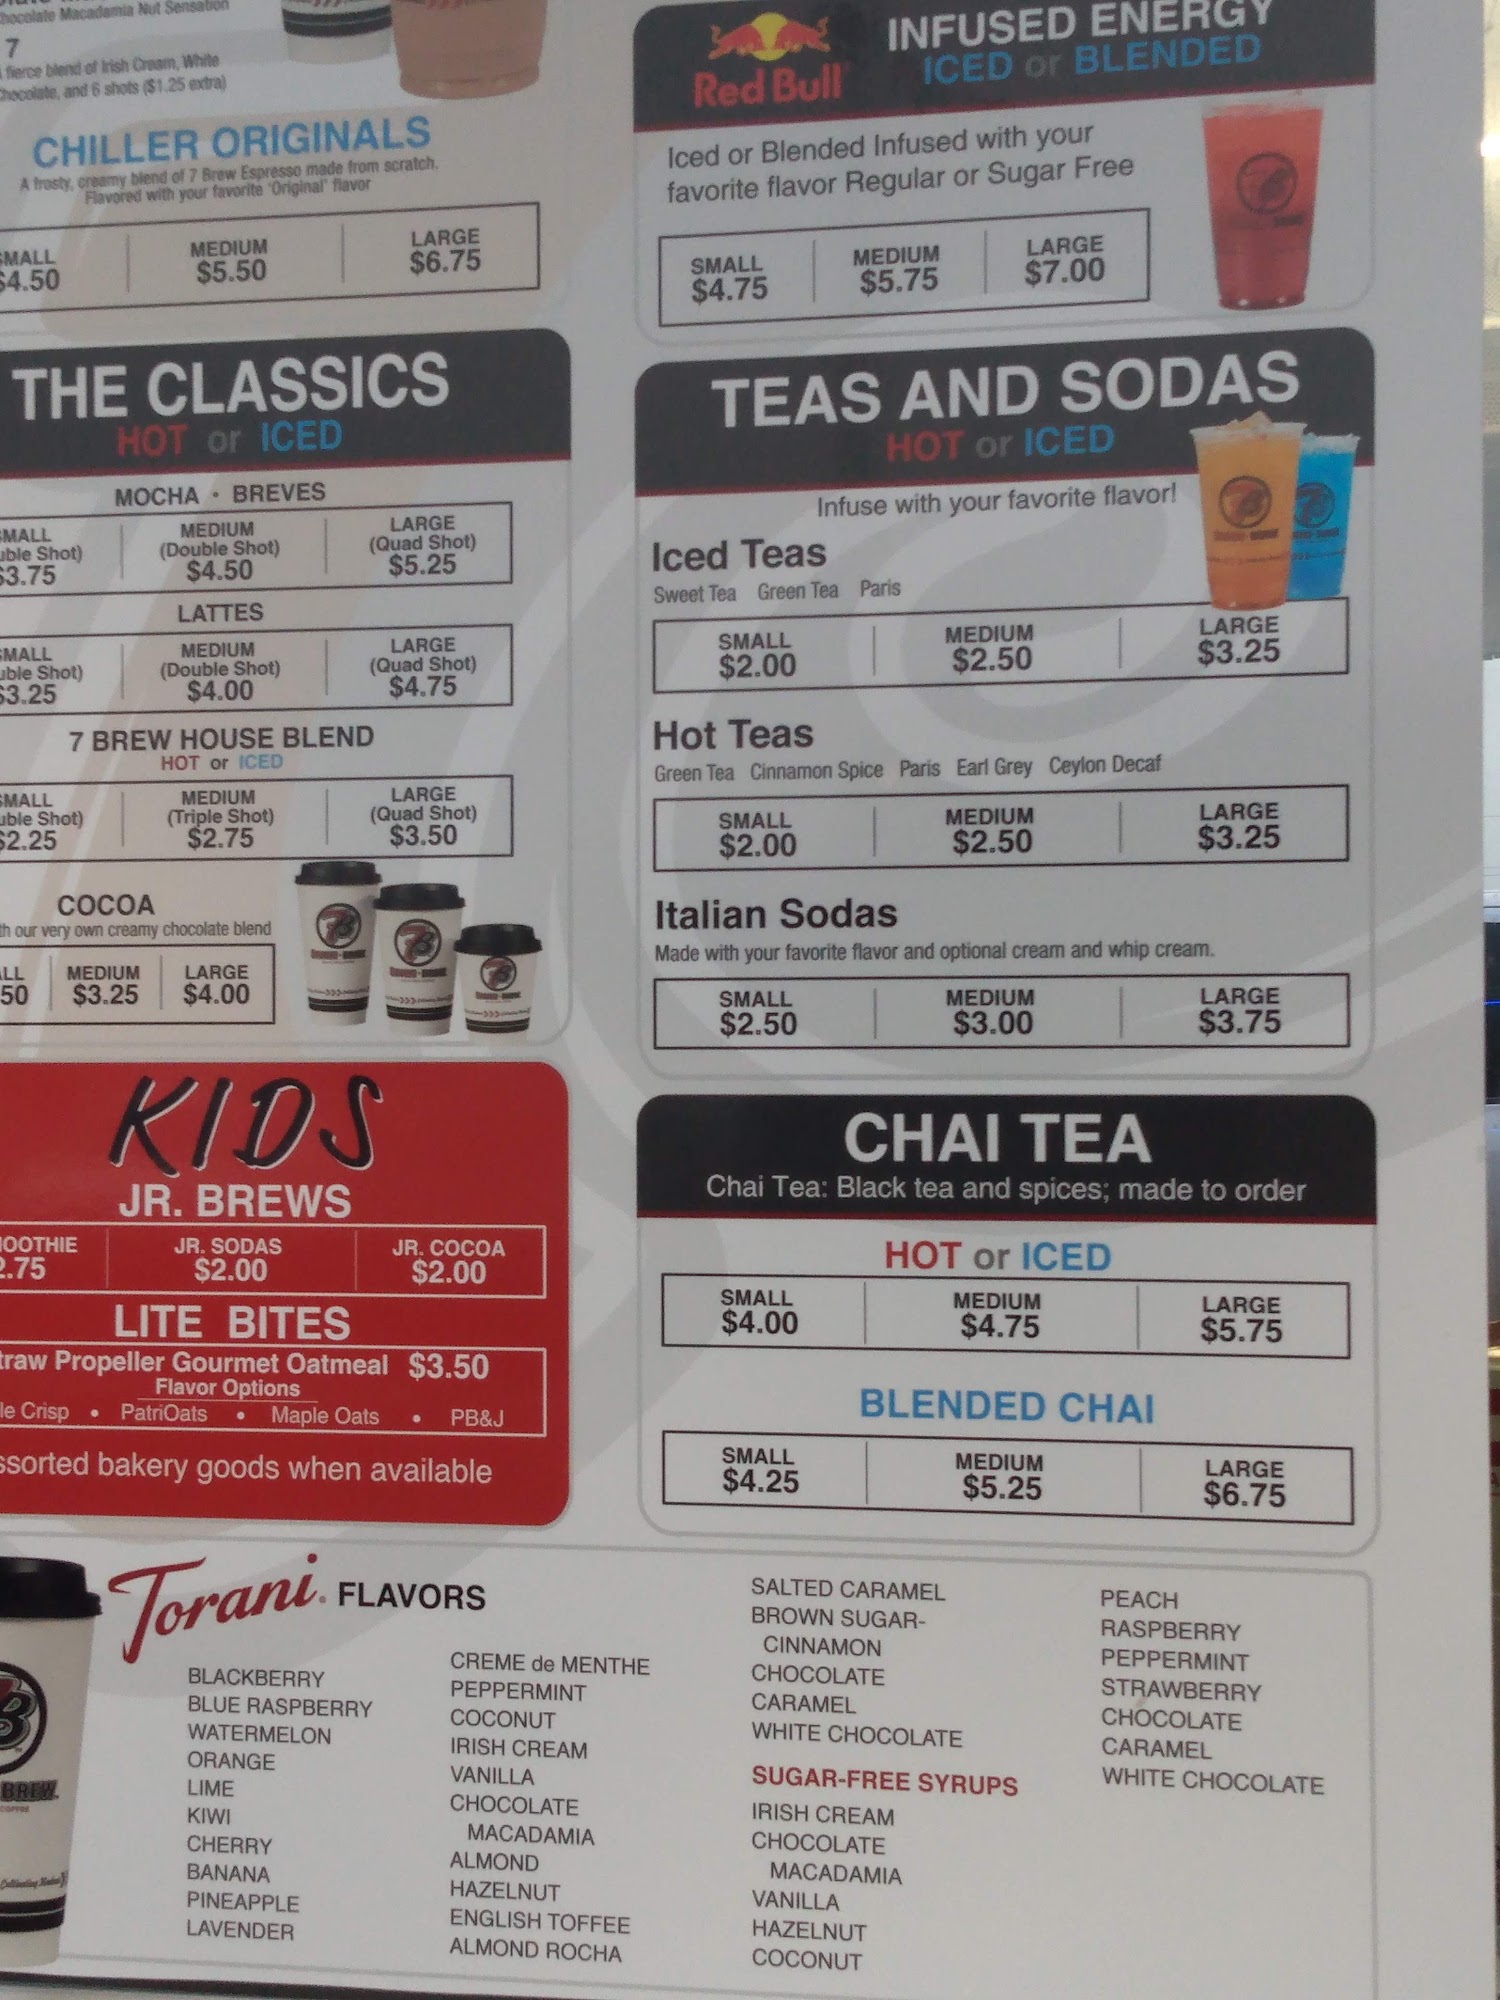 Chocolate Macadamia Nut Sensation
7
fierce blend of Irish Cream, White
Chocolate, and 6 shots ($1.25 extra)
CHILLER ORIGINALS
A frosty, creamy blend of 7 Brew Espresso made from scratch.
Flavored with your favorite 'Original' flavor
SMALL MEDIUM LARGE
$4.50 $5.50 $6.75
THE CLASSICS
HOT or ICED
MOCHA • BREVES
SMALL MEDIUM LARGE
(Double Shot) (Double Shot) (Quad Shot)
$3.75 $4.50 $5.25
LATTES
SMALL MEDIUM LARGE
(Double Shot) (Double Shot) (Quad Shot)
$3.25 $4.00 $4.75
7 BREW HOUSE BLEND
HOT or ICED
SMALL MEDIUM LARGE
(Double Shot) (Triple Shot) (Quad Shot)
$2.25 $2.75 $3.50
COCOA
our very own creamy chocolate blend
LL MEDIUM LARGE
50 $3.25 $4.00
KIDS
JR. BREWS
OOTHIE JR. SODAS JR. COCOA
.75 $2.00 $2.00
LITE BITES
traw Propeller Gourmet Oatmeal $3.50
Flavor Options
le Crisp • PatriOats • Maple Oats • PB&J
ssorted bakery goods when available
Red Bull
INFUSED ENERGY
ICED or BLENDED
Iced or Blended Infused with your
favorite flavor Regular or Sugar Free
SMALL MEDIUM LARGE
$4.75 $5.75 $7.00
TEAS AND SODAS
HOT or ICED
Infuse with your favorite flavor!
Iced Teas
Sweet Tea Green Tea Paris
SMALL MEDIUM LARGE
$2.00 $2.50 $3.25
Hot Teas
Green Tea Cinnamon Spice Paris Earl Grey Ceylon Decaf
SMALL MEDIUM LARGE
$2.00 $2.50 $3.25
Italian Sodas
Made with your favorite flavor and optional cream and whip cream.
SMALL MEDIUM LARGE
$2.50 $3.00 $3.75
CHAI TEA
Chai Tea: Black tea and spices; made to order
HOT or ICED
SMALL MEDIUM LARGE
$4.00 $4.75 $5.75
BLENDED CHAI
SMALL MEDIUM LARGE
$4.25 $5.25 $6.75
BREW
COFFEE
Torani. FLAVORS
BLACKBERRY
BLUE RASPBERRY
WATERMELON
ORANGE
LIME
KIWI
CHERRY
BANANA
PINEAPPLE
LAVENDER
CREME de MENTHE
PEPPERMINT
COCONUT
IRISH CREAM
VANILLA
CHOCOLATE
MACADAMIA
ALMOND
HAZELNUT
ENGLISH TOFFEE
ALMOND ROCHA
SALTED CARAMEL
BROWN SUGAR-
CINNAMON
CHOCOLATE
CARAMEL
WHITE CHOCOLATE
SUGAR-FREE SYRUPS
IRISH CREAM
CHOCOLATE
MACADAMIA
VANILLA
HAZELNUT
COCONUT
PEACH
RASPBERRY
PEPPERMINT
STRAWBERRY
CHOCOLATE
CARAMEL
WHITE CHOCOLATE